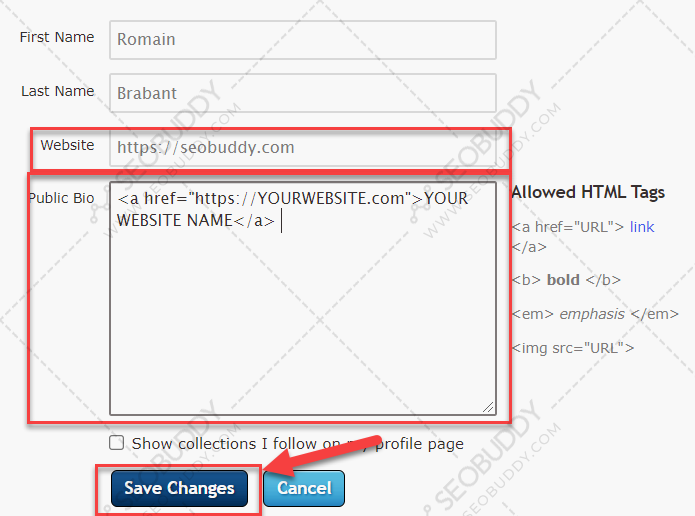 First Name
Romain
Last Name
Brabant
Website
https://seobuddy.com
Public Bio
<a href="https://YOURWEBSITE.com">YOUR
WEBSITE NAME</a>
Allowed HTML Tags
<a href="URL"> link
</a>
<b> bold </b>
<em> emphasis </em>
<img src="URL">
Show collections I follow on my profile page
Save Changes
Cancel
SEOBUDDY
WWW.SEOBUDDY.COM